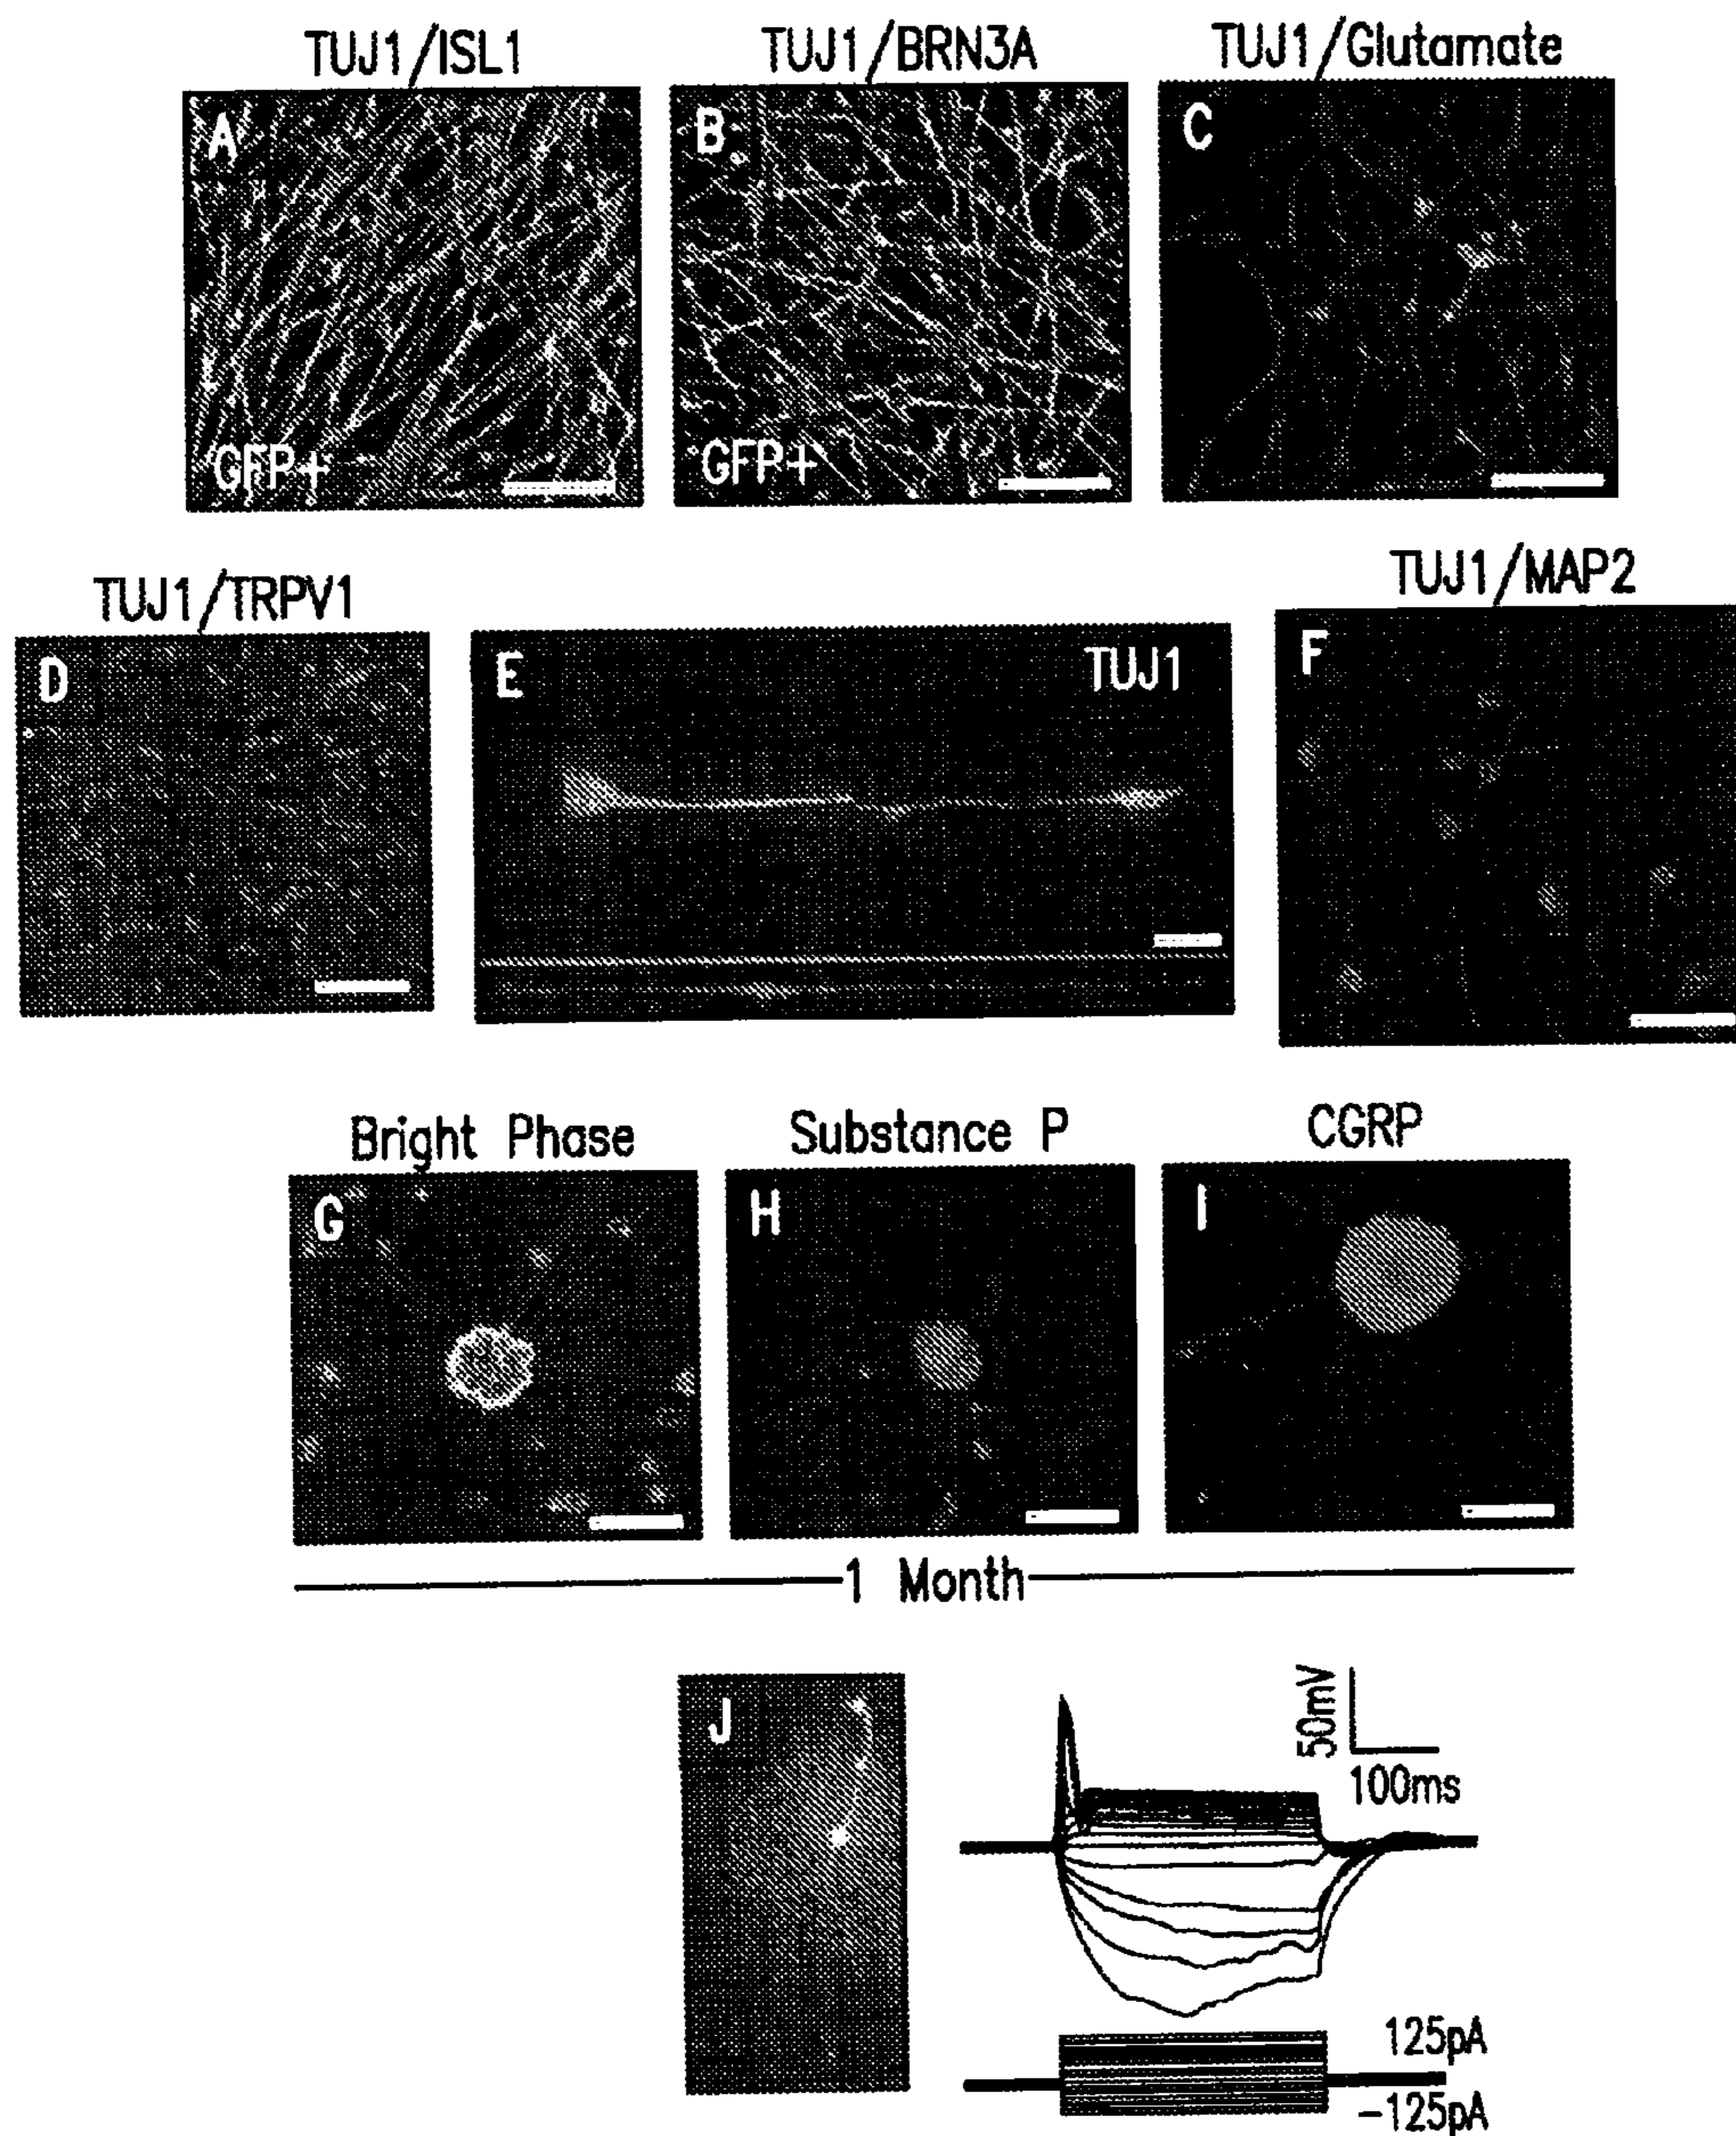 TUJ1/ISL1
TUJ1/BRN3A
TUJ1/Glutamate
A
B
C
GFP+
GFP+
TUJ1/TRPV1
TUJ1/MAP2
D
E
TUJ1
F
Bright Phase
Substance P
CGRP
G
H
I
1 Month
J
50mV
100ms
125pA
-125pA